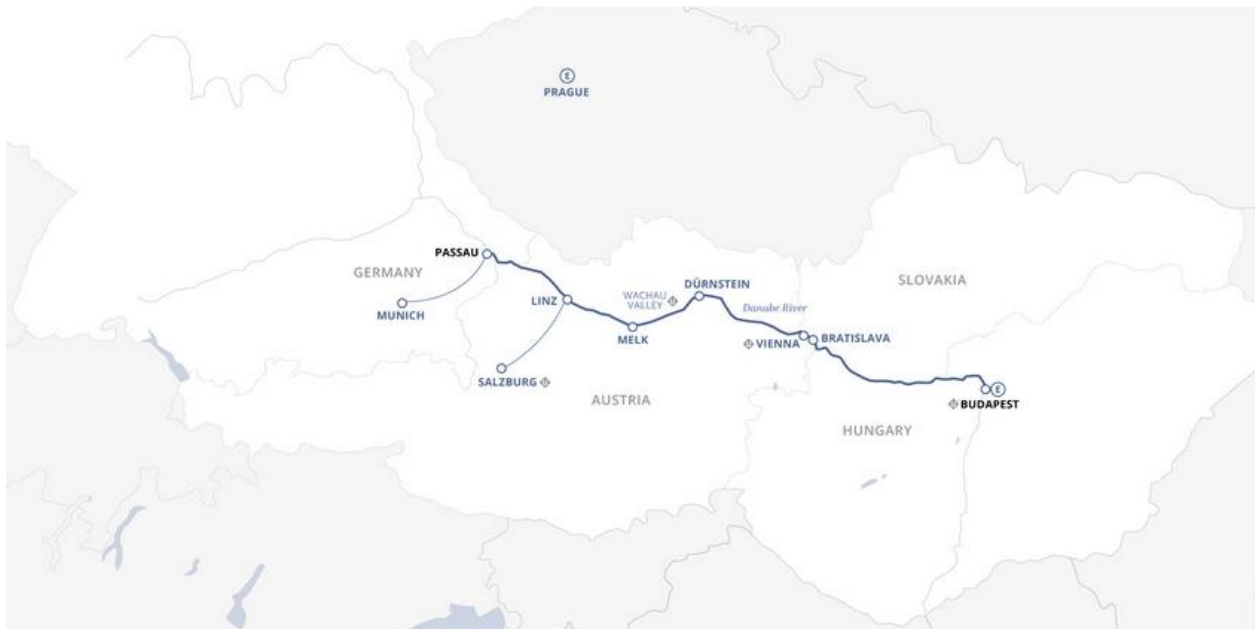 E
PRAGUE
PASSAU
GERMANY
MUNICH
LINZ
SALZBURG
WACHAU
VALLEY
MELK
DÜRNSTEIN
Danube River
VIENNA
BRATISLAVA
SLOVAKIA
AUSTRIA
HUNGARY
E
BUDAPEST